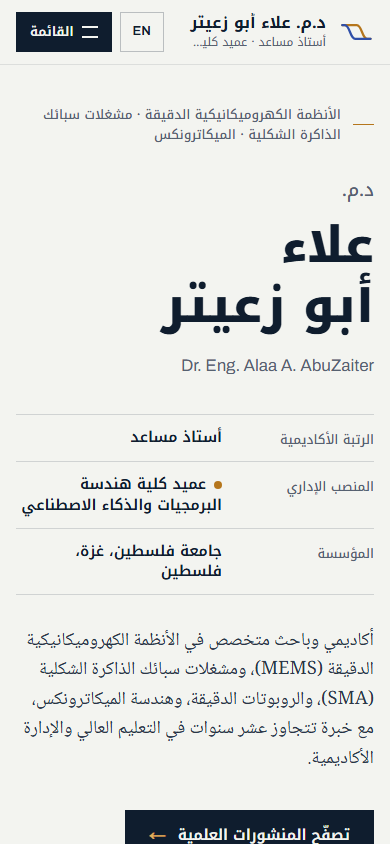 د.م. علاء أبو زعيتر
أستاذ مساعد · عميد كليـ...
EN
القائمة
الأنظمة الكهروميكانيكية الدقيقة · مشغلات سبائك
الذاكرة الشكلية · الميكاترونكس
د.م.
علاء
أبو زعيتر
Dr. Eng. Alaa A. AbuZaiter
الرتبة الأكاديمية
أستاذ مساعد
المنصب الإداري
عميد كلية هندسة
البرمجيات والذكاء الاصطناعي
المؤسسة
جامعة فلسطين، غزة،
فلسطين
أكاديمي وباحث متخصص في الأنظمة الكهروميكانيكية
الدقيقة (MEMS)، ومشغلات سبائك الذاكرة الشكلية
(SMA)، والروبوتات الدقيقة، وهندسة الميكاترونكس،
مع خبرة تتجاوز عشر سنوات في التعليم العالي والإدارة
الأكاديمية.
تصفّح المنشورات العلمية ←